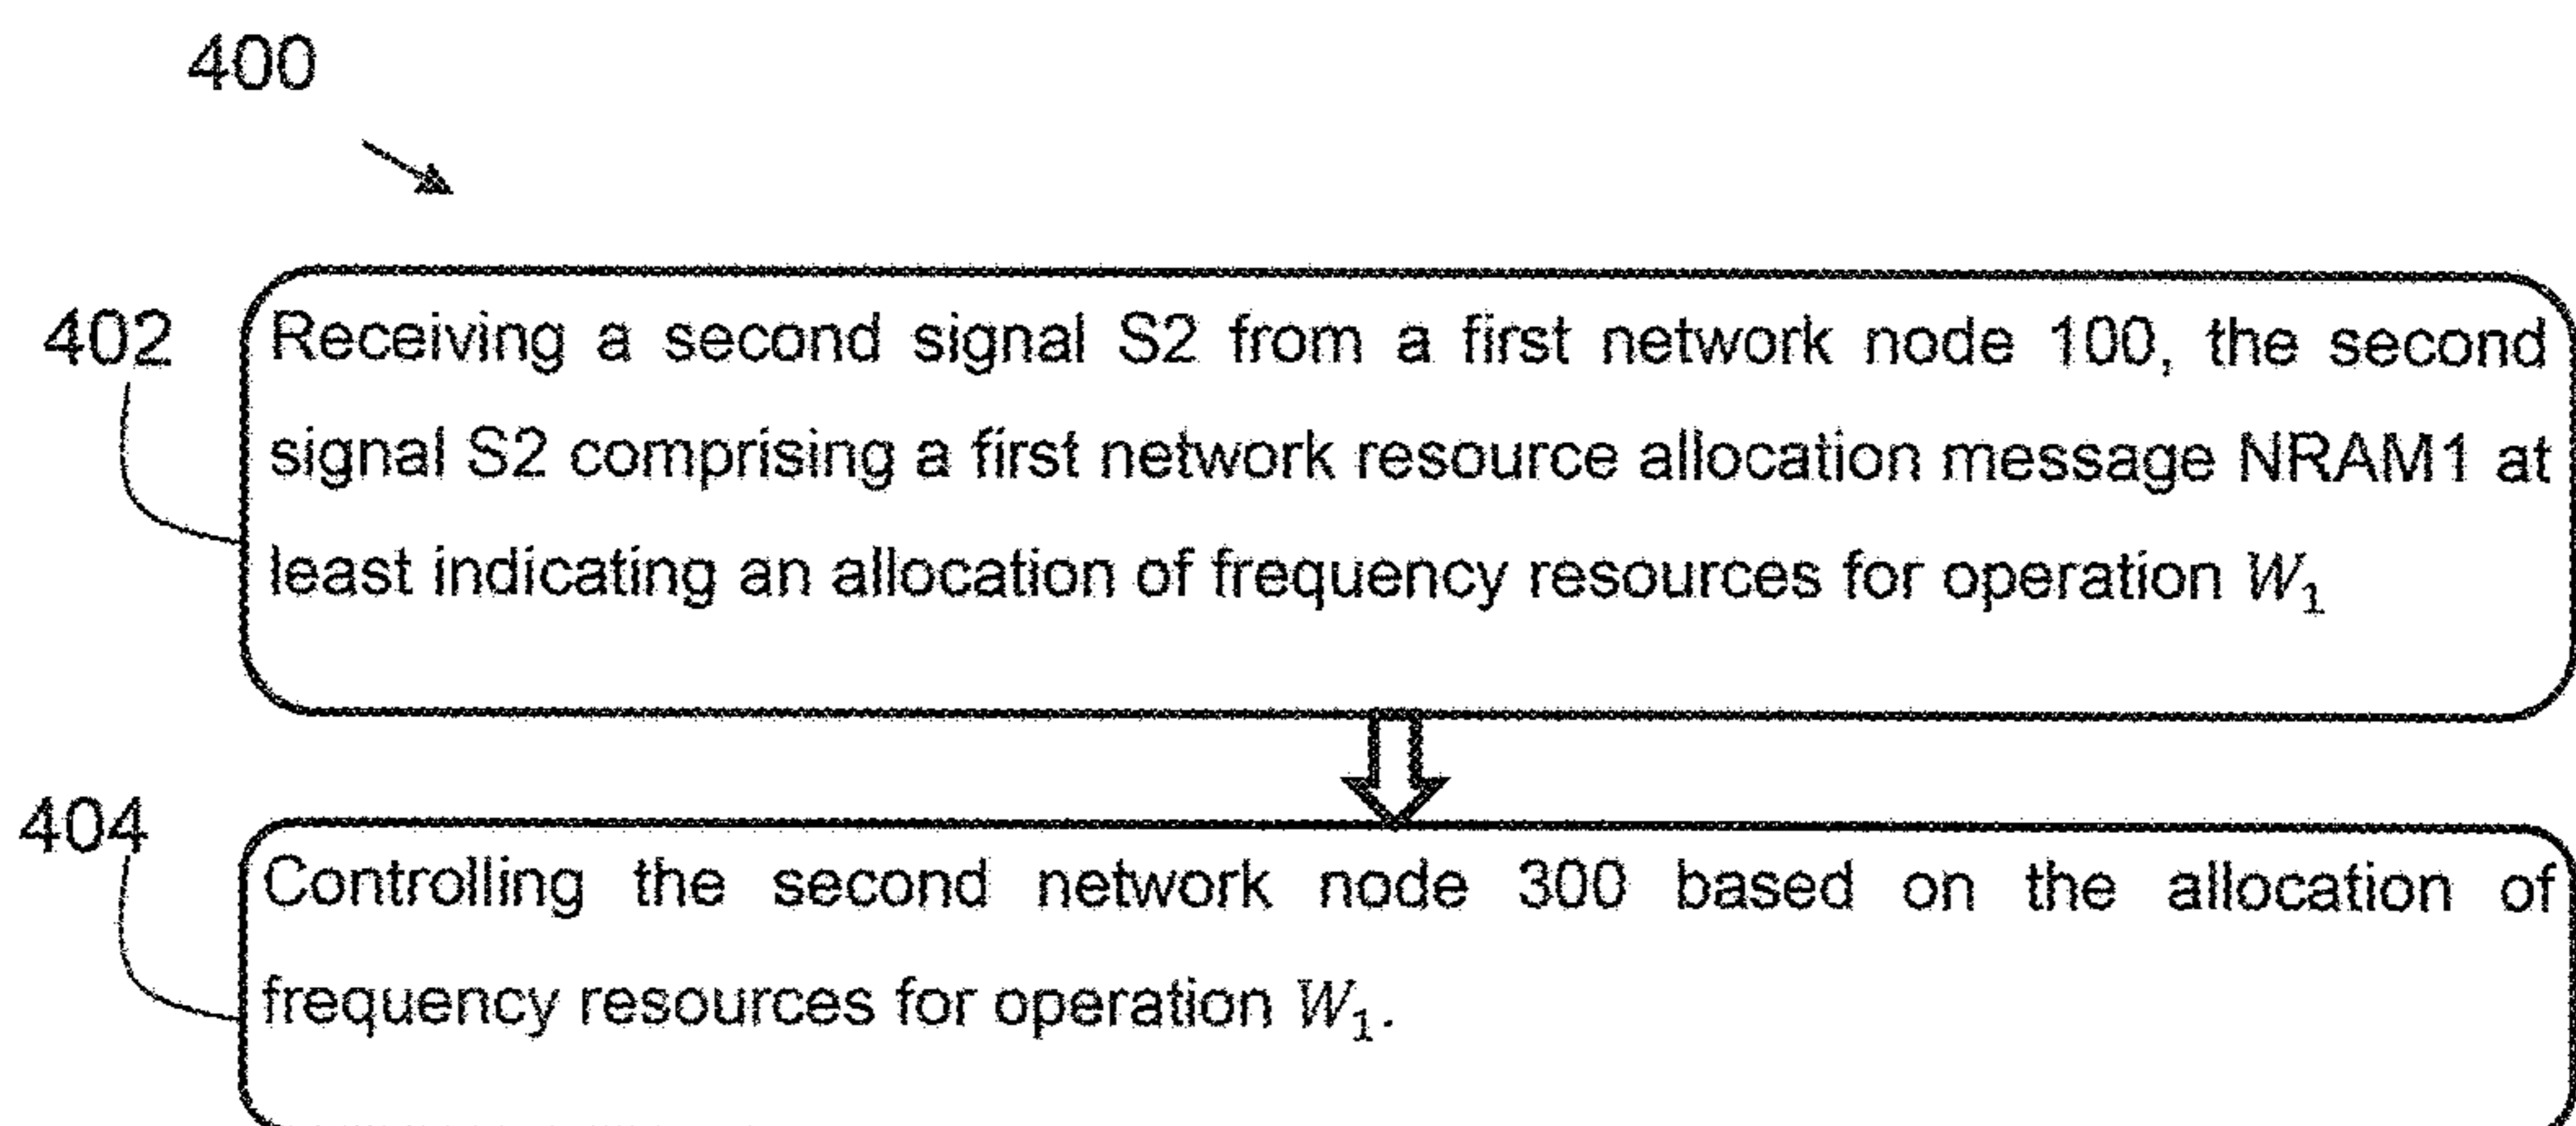 400
402
Receiving a second signal S2 from a first network node 100, the second
signal S2 comprising a first network resource allocation message NRAM1 at
least indicating an allocation of frequency resources for operation W₁
404
Controlling the second network node 300 based on the allocation of
frequency resources for operation W₁.